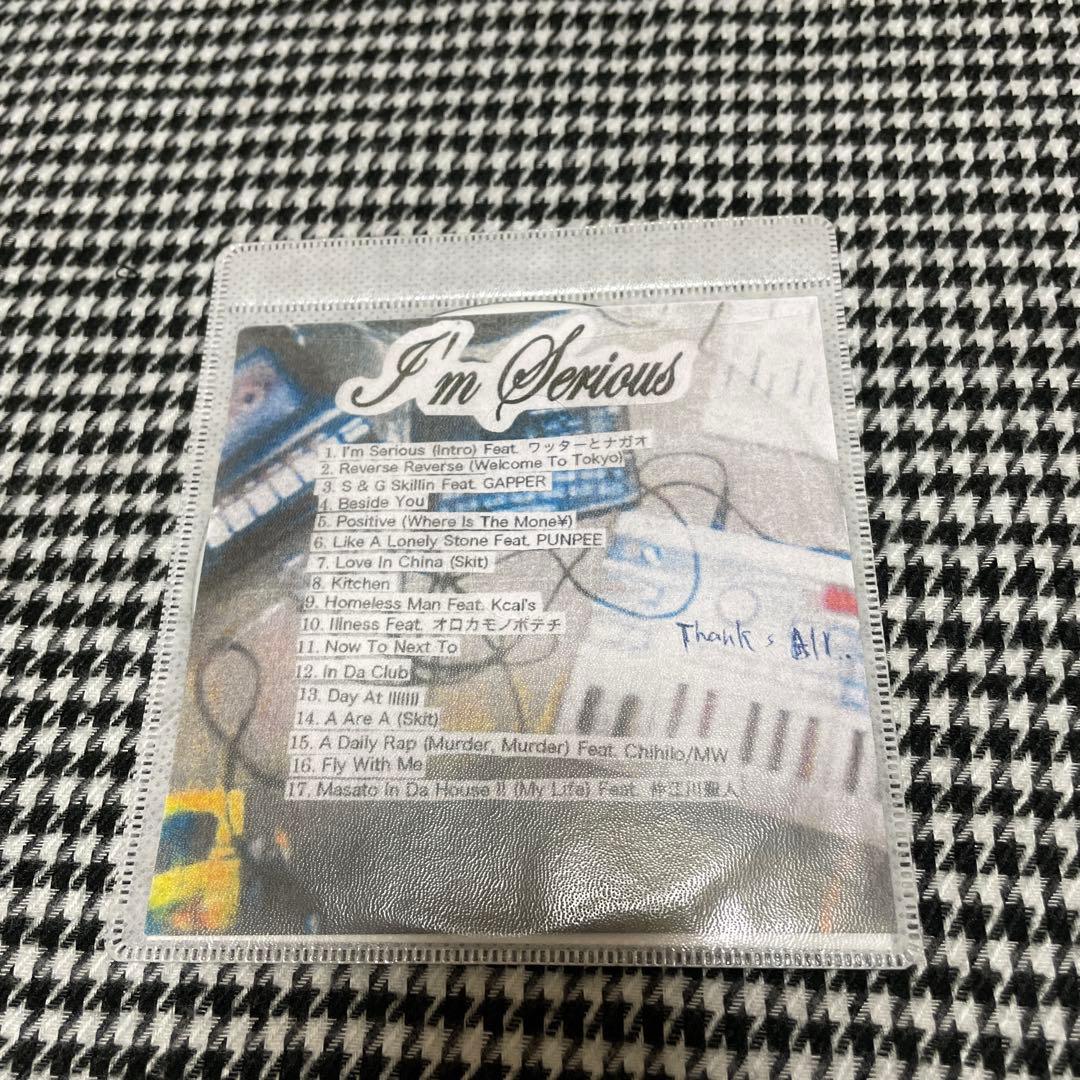 I'm Serious
1. I'm Serious (Intro) Feat. ワッターとナガオ
2. Reverse Reverse (Welcome To Tokyo)
3. S & G Skillin Feat. GAPPER
4. Beside You
5. Positive (Where Is The Mone¥)
6. Like A Lonely Stone Feat. PUNPEE
7. Love In China (Skit)
8. Kitchen
9. Homeless Man Feat. Kcal's
10. Illness Feat. オロカモノポテチ
11. Now To Next To
12. In Da Club
13. Day At
14. A Are A (Skit)
15. A Daily Rap (Murder, Murder) Feat. Chihilo/MW
16. Fly With Me
17. Masato In Da House II (My Life) Feat.
Thanks All..